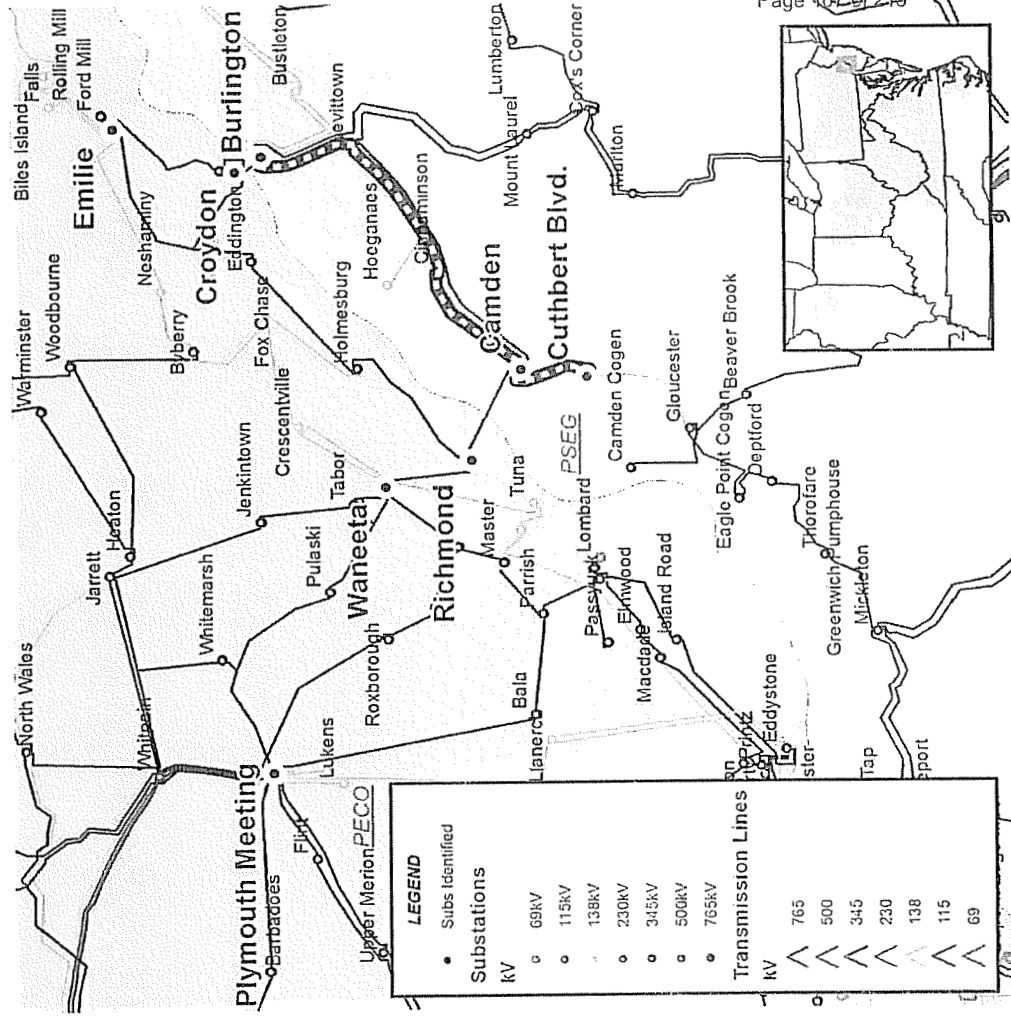 Biles Island
Falls
Rolling Mill
Ford Mill
Emilie
Burlington
Bustleton
Lumberton
Cox's Corner
Mount Laurel
Neshaminy
Croydon
Eddington
Hoeganaes
Cinnaminson
Warminster
Woodbourne
Byberry
Fox Chase
Holmesburg
Camden
Cuthbert Blvd.
Crescentville
Jenkintown
Tabor
Heaton
Jarrett
Tuna
PSEG
Camden Cogen
Gloucester
Beaver Brook
Eagle Point Cogen
Deptford
Whitemarsh
Pulaski
Waneeta
Richmond
Master
Parrish
Lombard
Passyunk
Elmwood
Island Road
Macdade
Thorofare
Greenwich
Pumphouse
Mickleton
North Wales
Whitpain
Roxborough
Bala
Llanerch
Printz
Eddystone
Lukens
Plymouth Meeting
Barbadoes
Flint
Upper Merion
PECO
ster
Tap
eport
LEGEND
Subs Identified
Substations
kV
69kV
115kV
138kV
230kV
345kV
500kV
765kV
Transmission Lines
kV
765
500
345
230
138
115
69